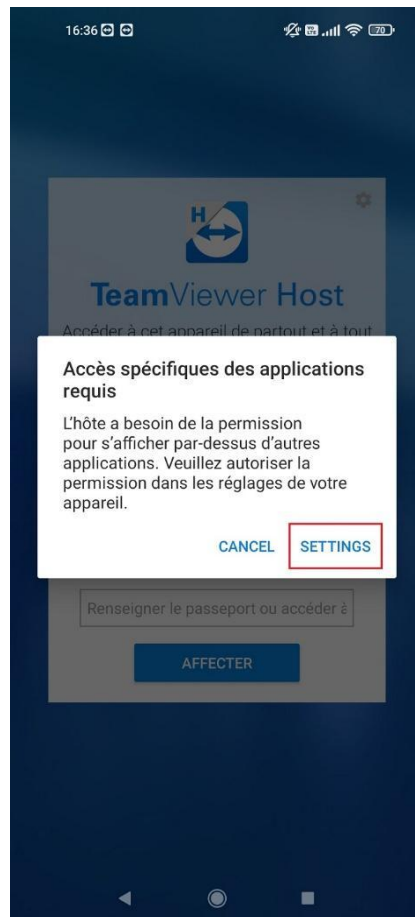 16:36
70
H
TeamViewer Host
Accéder à cet appareil de partout et à tout
Accès spécifiques des applications
requis
L'hôte a besoin de la permission
pour s'afficher par-dessus d'autres
applications. Veuillez autoriser la
permission dans les réglages de votre
appareil.
CANCEL SETTINGS
Renseigner le passeport ou accéder à
AFFECTER